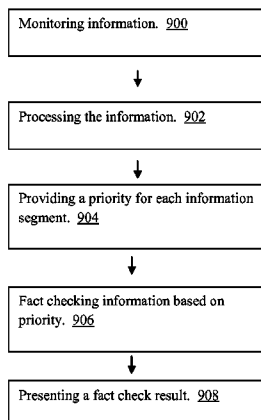 Monitoring information. 900
Processing the information. 902
Providing a priority for each information
segment. 904
Fact checking information based on
priority. 906
Presenting a fact check result. 908